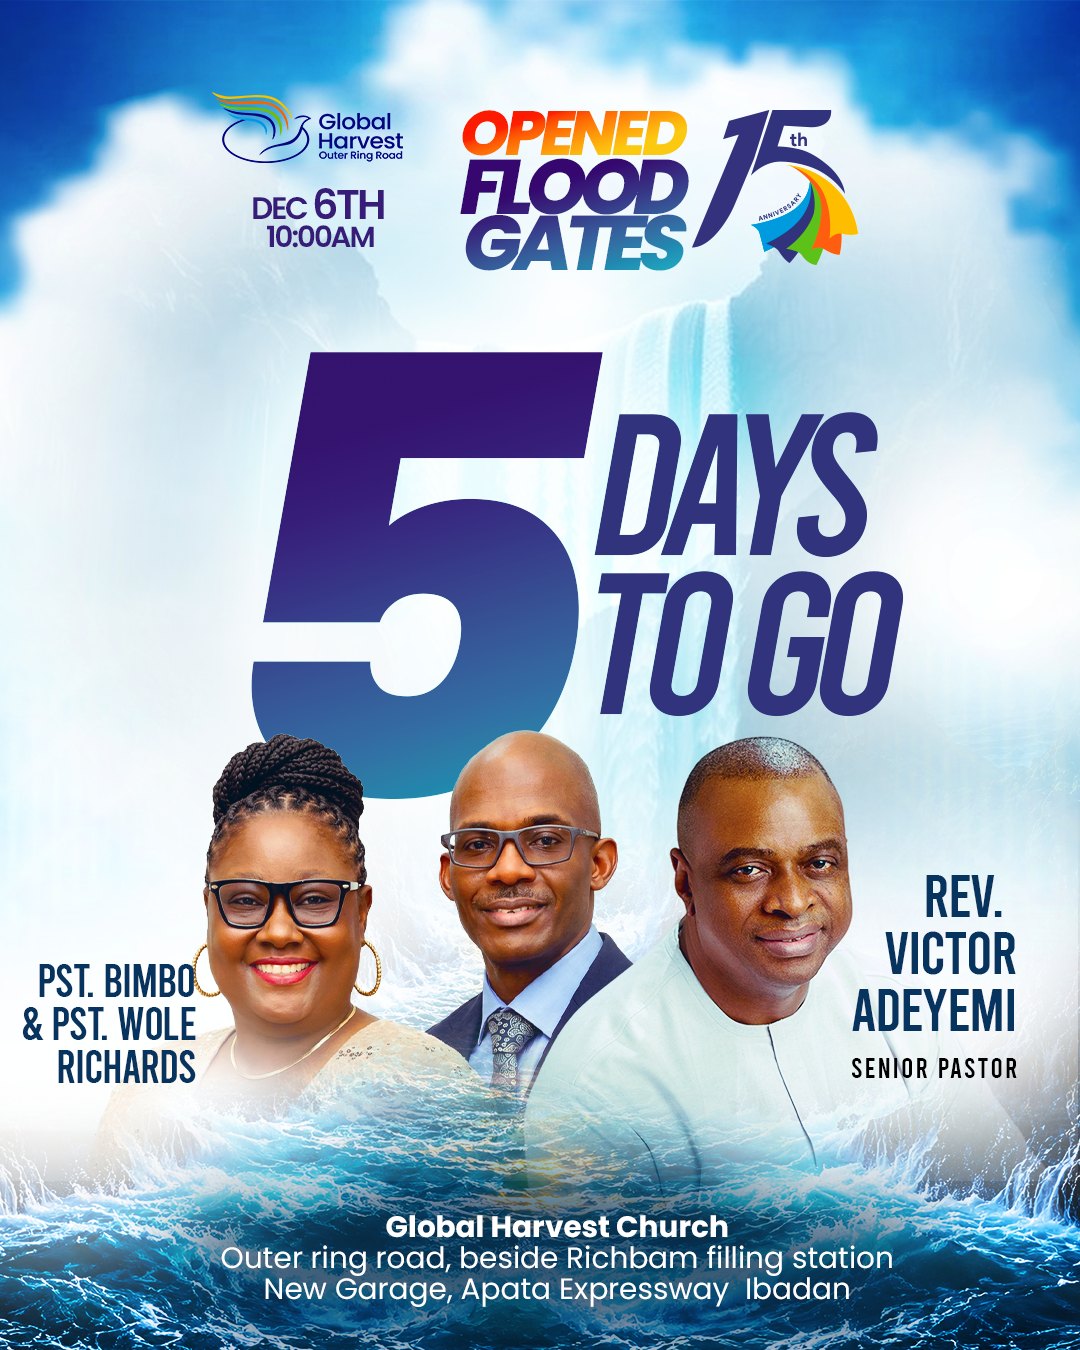 Global
Harvest
Outer Ring Road
DEC 6TH
10:00AM
OPENED
FLOOD
GATES
15th
ANNIVERSARY
5
DAYS
TO GO
PST. BIMBO
& PST. WOLE
RICHARDS
REV.
VICTOR
ADEYEMI
SENIOR PASTOR
Global Harvest Church
Outer ring road, beside Richbam filling station
New Garage, Apata Expressway Ibadan